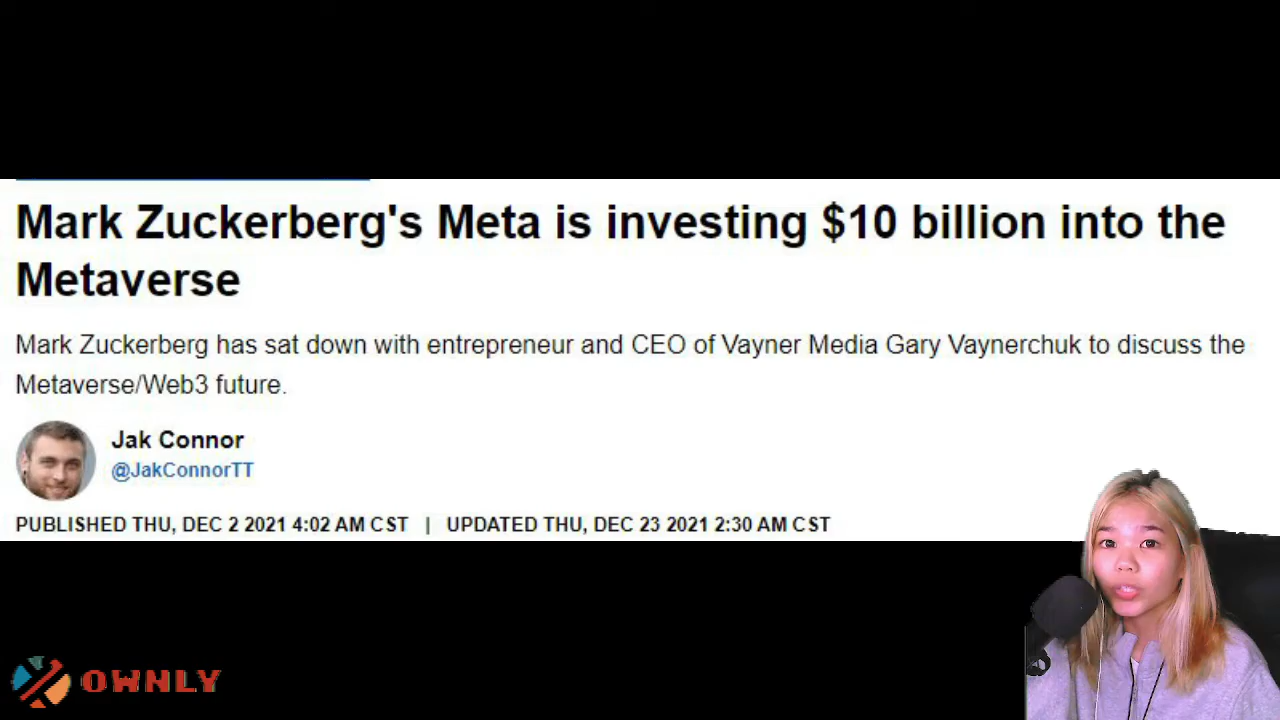 Mark Zuckerberg's Meta is investing $10 billion into the
Metaverse
Mark Zuckerberg has sat down with entrepreneur and CEO of Vayner Media Gary Vaynerchuk to discuss the
Metaverse/Web3 future.
Jak Connor
@JakConnorTT
PUBLISHED THU, DEC 2 2021 4:02 AM CST | UPDATED THU, DEC 23 2021 2:30 AM CST
OWNLY